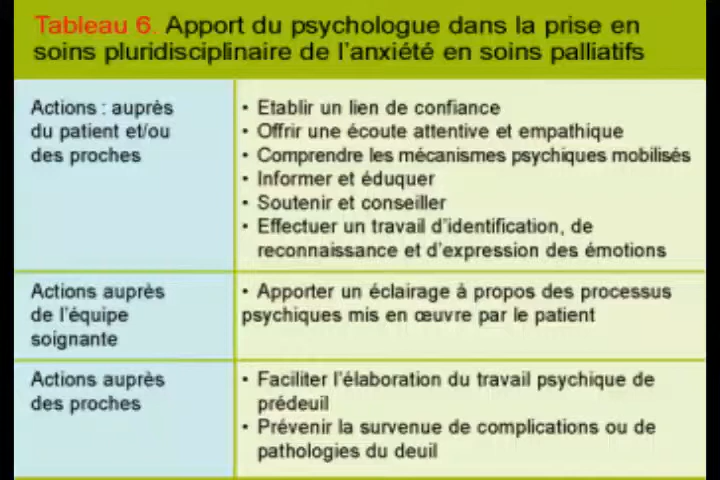 Tableau 6. Apport du psychologue dans la prise en
soins pluridisciplinaire de l'anxiété en soins palliatifs
Actions : auprès
du patient et/ou
des proches
• Etablir un lien de confiance
• Offrir une écoute attentive et empathique
• Comprendre les mécanismes psychiques mobilisés
• Informer et éduquer
• Soutenir et conseiller
• Effectuer un travail d'identification, de
reconnaissance et d'expression des émotions
Actions auprès
de l'équipe
soignante
• Apporter un éclairage à propos des processus
psychiques mis en œuvre par le patient
Actions auprès
des proches
• Faciliter l'élaboration du travail psychique de
prédeuil
• Prévenir la survenue de complications ou de
pathologies du deuil